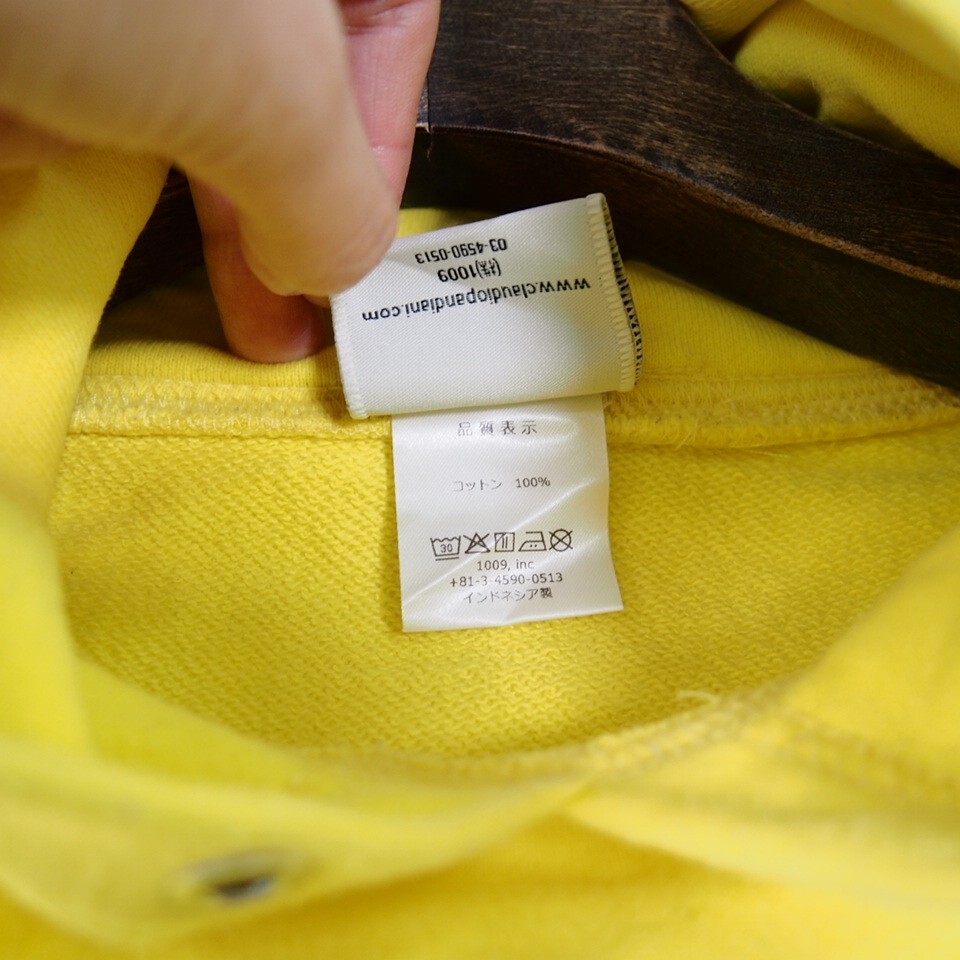 www.claudiopandiani.com
(株)1009
03-4590-0513
品質表示
コットン 100%
30
1009, inc
+81-3-4590-0513
インドネシア製